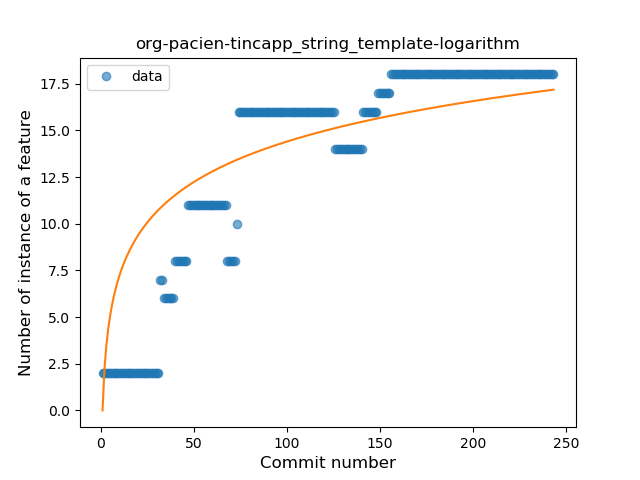 org-pacien-tincapp_string_template-logarithm
data
Number of instance of a feature
17.5
15.0
12.5
10.0
7.5
5.0
2.5
0.0
0 50 100 150 200 250
Commit number